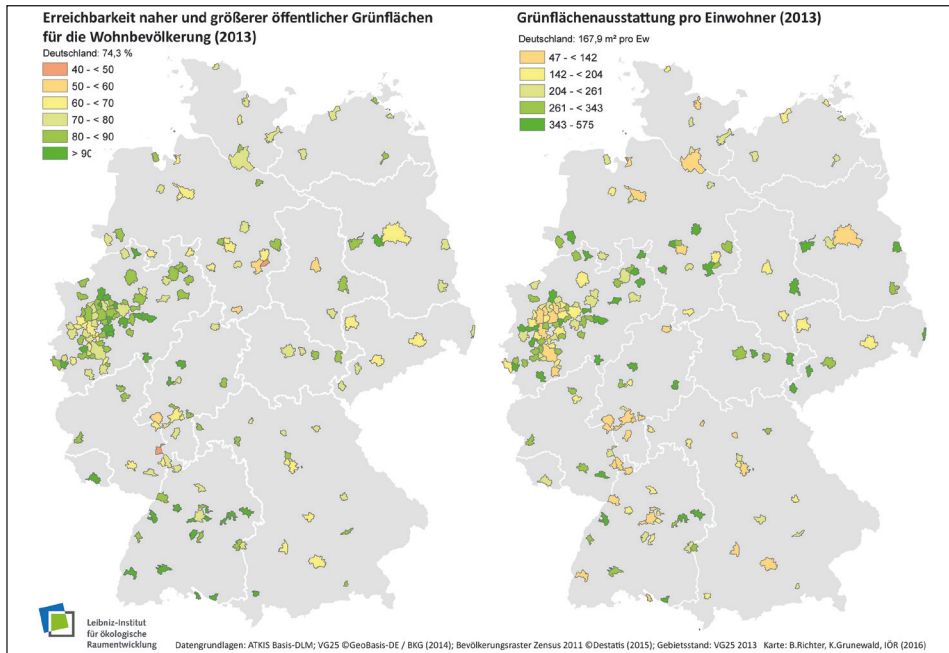 Erreichbarkeit naher und größerer öffentlicher Grünflächen
für die Wohnbevölkerung (2013)
Deutschland: 74,3 %
40 - < 50
50 - < 60
60 - < 70
70 - < 80
80 - < 90
> 90
Grünflächenausstattung pro Einwohner (2013)
Deutschland: 167,9 m² pro Ew
47 - < 142
142 - < 204
204 - < 261
261 - < 343
343 - 575
Leibniz-Institut
für ökologische
Raumentwicklung
Datengrundlagen: ATKIS Basis-DLM; VG25 ©GeoBasis-DE / BKG (2014); Bevölkerungsraster Zensus 2011 ©Destatis (2015); Gebietsstand: VG25 2013 Karte: B.Richter, K.Grunewald, IÖR (2016)